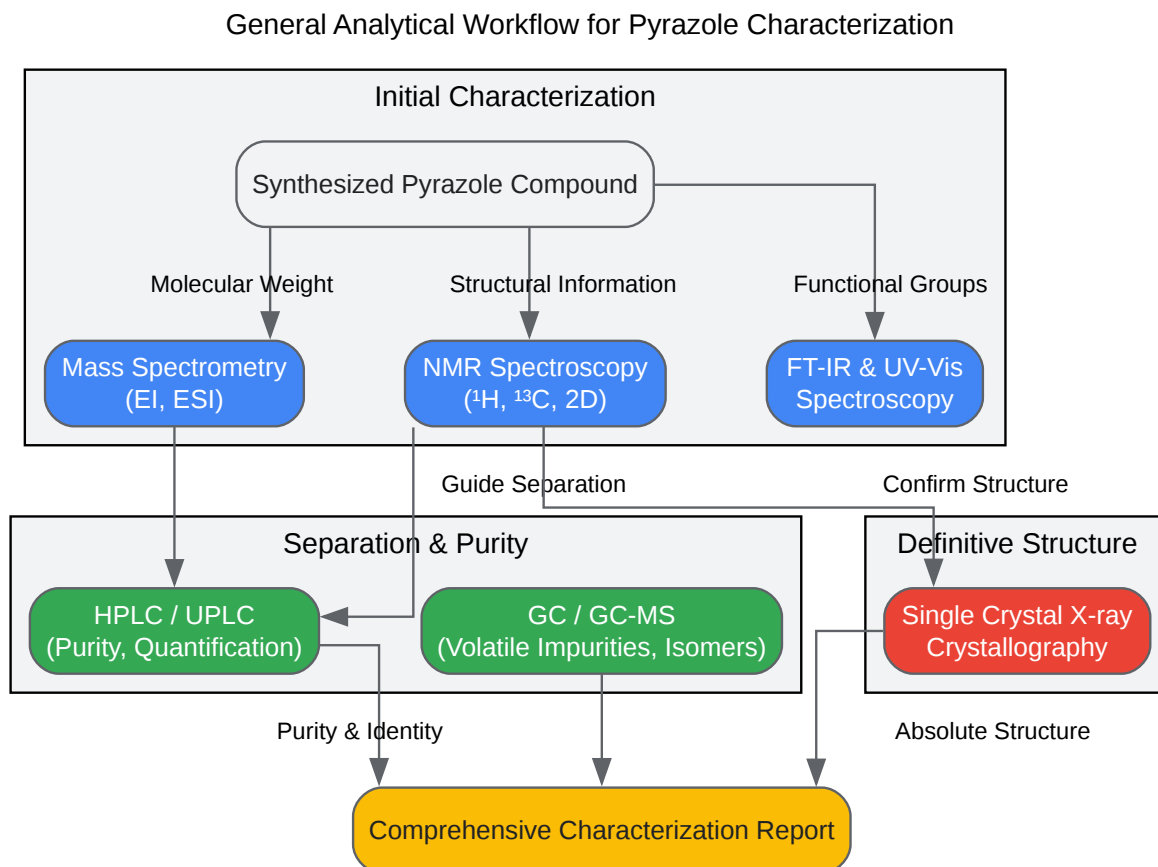 General Analytical Workflow for Pyrazole Characterization
Initial Characterization
Synthesized Pyrazole Compound
Molecular Weight
Structural Information
Functional Groups
Mass Spectrometry
(EI, ESI)
NMR Spectroscopy
(¹H, ¹³C, 2D)
FT-IR & UV-Vis
Spectroscopy
Guide Separation
Confirm Structure
Separation & Purity
Definitive Structure
HPLC / UPLC
(Purity, Quantification)
GC / GC-MS
(Volatile Impurities, Isomers)
Single Crystal X-ray
Crystallography
Purity & Identity
Absolute Structure
Comprehensive Characterization Report